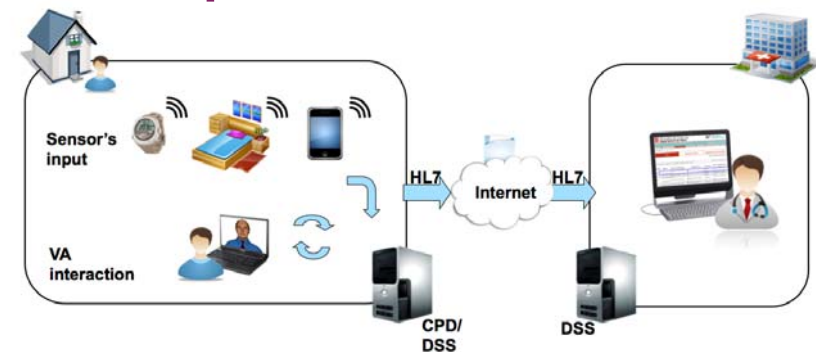 Sensor's
input
HL7
Internet
HL7
VA
interaction
CPD/
DSS
DSS